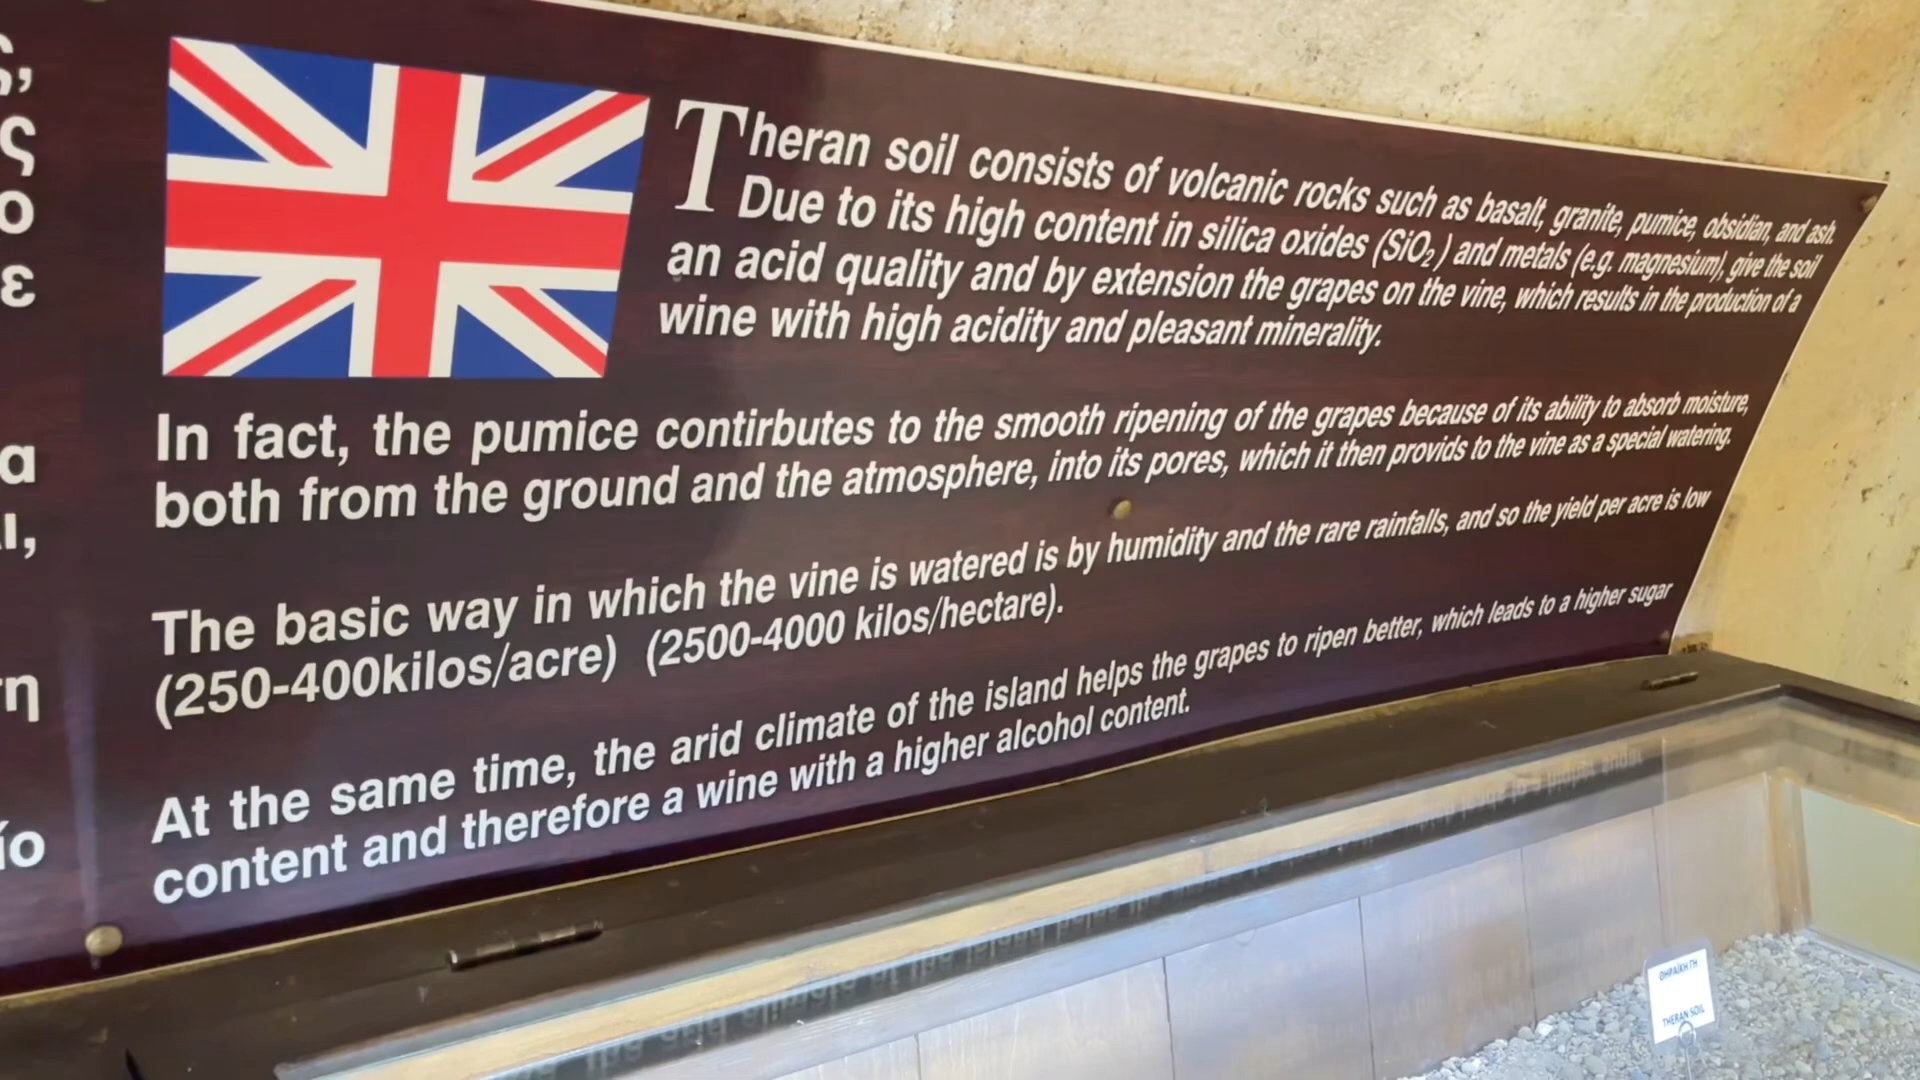 ς,
ς
ο
ε
α
ι,
τη
ίο
Theran soil consists of volcanic rocks such as basalt, granite, pumice, obsidian, and ash.
Due to its high content in silica oxides (SiO₂) and metals (e.g. magnesium), give the soil
an acid quality and by extension the grapes on the vine, which results in the production of a
wine with high acidity and pleasant minerality.
In fact, the pumice contirbutes to the smooth ripening of the grapes because of its ability to absorb moisture,
both from the ground and the atmosphere, into its pores, which it then provids to the vine as a special watering.
The basic way in which the vine is watered is by humidity and the rare rainfalls, and so the yield per acre is low
(250-400kilos/acre) (2500-4000 kilos/hectare).
At the same time, the arid climate of the island helps the grapes to ripen better, which leads to a higher sugar
content and therefore a wine with a higher alcohol content.
ΘΗΡΑΪΚΗ ΓΗ
THERAN SOIL